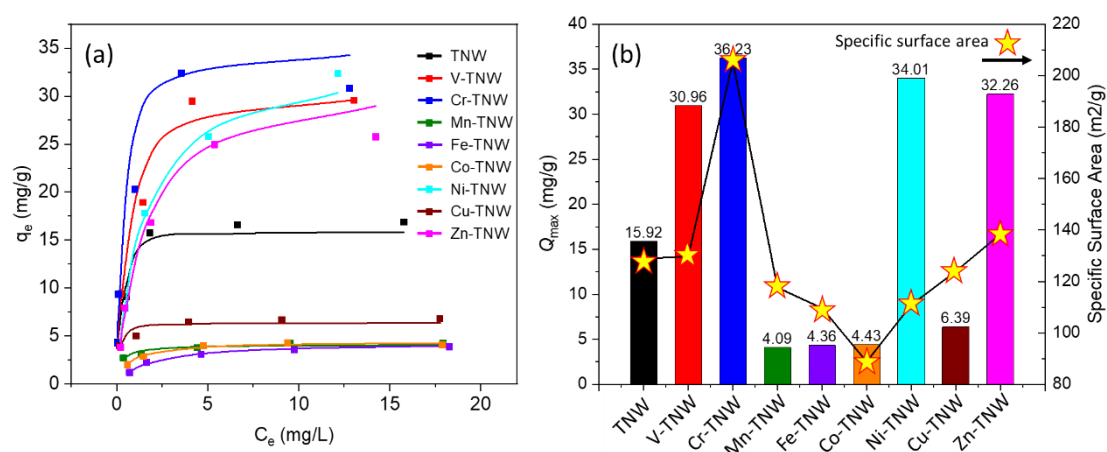 (a)
TNW
V-TNW
Cr-TNW
Mn-TNW
Fe-TNW
Co-TNW
Ni-TNW
Cu-TNW
Zn-TNW
35
30
25
20
15
10
5
0
qe (mg/g)
0 5 10 15 20
Ce (mg/L)
(b)
Specific surface area
40
35
30
25
20
15
10
5
0
Qmax (mg/g)
15.92
30.96
36.23
4.09
4.36
4.43
34.01
6.39
32.26
220
200
180
160
140
120
100
80
Specific Surface Area (m2/g)
TNW
V-TNW
Cr-TNW
Mn-TNW
Fe-TNW
Co-TNW
Ni-TNW
Cu-TNW
Zn-TNW